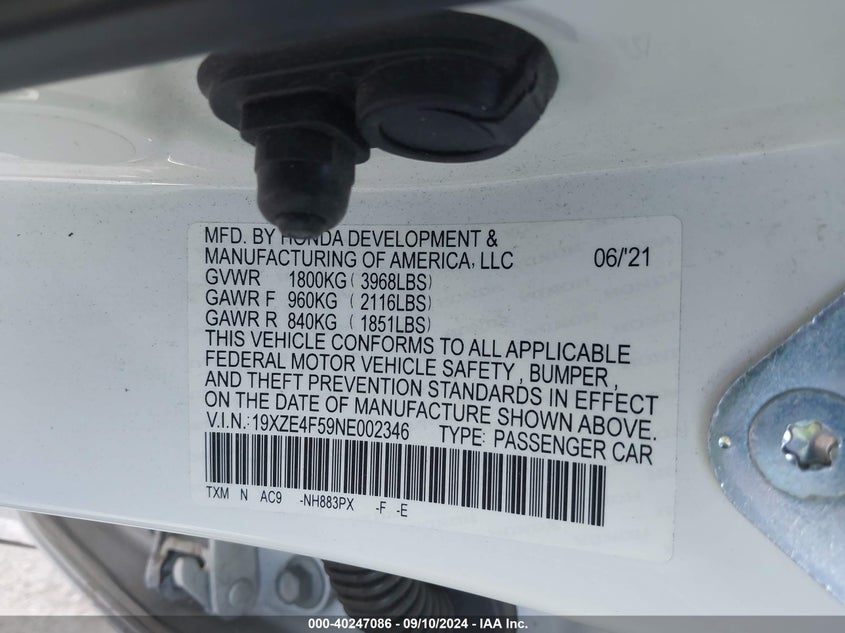 MFD. BY HONDA DEVELOPMENT &
MANUFACTURING OF AMERICA, LLC 06/'21
GVWR 1800KG ( 3968LBS)
GAWR F 960KG ( 2116LBS)
GAWR R 840KG ( 1851LBS)
THIS VEHICLE CONFORMS TO ALL APPLICABLE
FEDERAL MOTOR VEHICLE SAFETY, BUMPER,
AND THEFT PREVENTION STANDARDS IN EFFECT
ON THE DATE OF MANUFACTURE SHOWN ABOVE.
V.I.N.:19XZE4F59NE002346 TYPE: PASSENGER CAR
TXM N AC9 -NH883PX -F -E
000-40247086 - 09/10/2024 - IAA Inc.